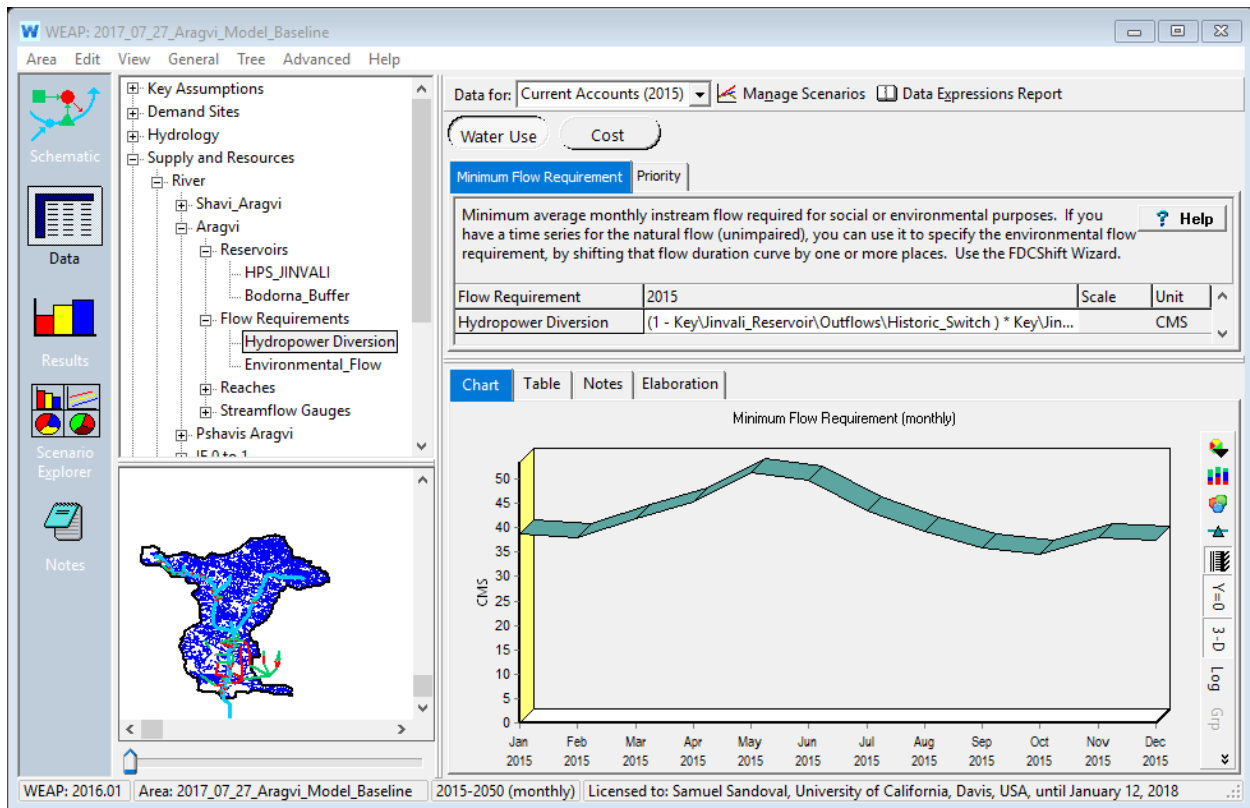 WEAP: 2017_07_27_Aragvi_Model_Baseline
Area Edit View General Tree Advanced Help
Schematic
Data
Results
Scenario
Explorer
Notes
Key Assumptions
Demand Sites
Hydrology
Supply and Resources
River
Shavi_Aragvi
Aragvi
Reservoirs
HPS_JINVALI
Bodorna_Buffer
Flow Requirements
Hydropower Diversion
Environmental_Flow
Reaches
Streamflow Gauges
Pshavis Aragvi
Data for: Current Accounts (2015) Manage Scenarios Data Expressions Report
Water Use Cost
Minimum Flow Requirement Priority
Minimum average monthly instream flow required for social or environmental purposes. If you
have a time series for the natural flow (unimpaired), you can use it to specify the environmental flow
requirement, by shifting that flow duration curve by one or more places. Use the FDCShift Wizard.
? Help
Flow Requirement 2015 Scale Unit
Hydropower Diversion (1 - Key\Jinvali_Reservoir\Outflows\Historic_Switch ) * Key\Jin... CMS
Chart Table Notes Elaboration
Minimum Flow Requirement (monthly)
CMS
50
45
40
35
30
25
20
15
10
5
0
Jan Feb Mar Apr May Jun Jul Aug Sep Oct Nov Dec
2015 2015 2015 2015 2015 2015 2015 2015 2015 2015 2015 2015
Y=0
3-D
Log
Grp
WEAP: 2016.01 Area: 2017_07_27_Aragvi_Model_Baseline 2015-2050 (monthly) Licensed to: Samuel Sandoval, University of California, Davis, USA, until January 12, 2018